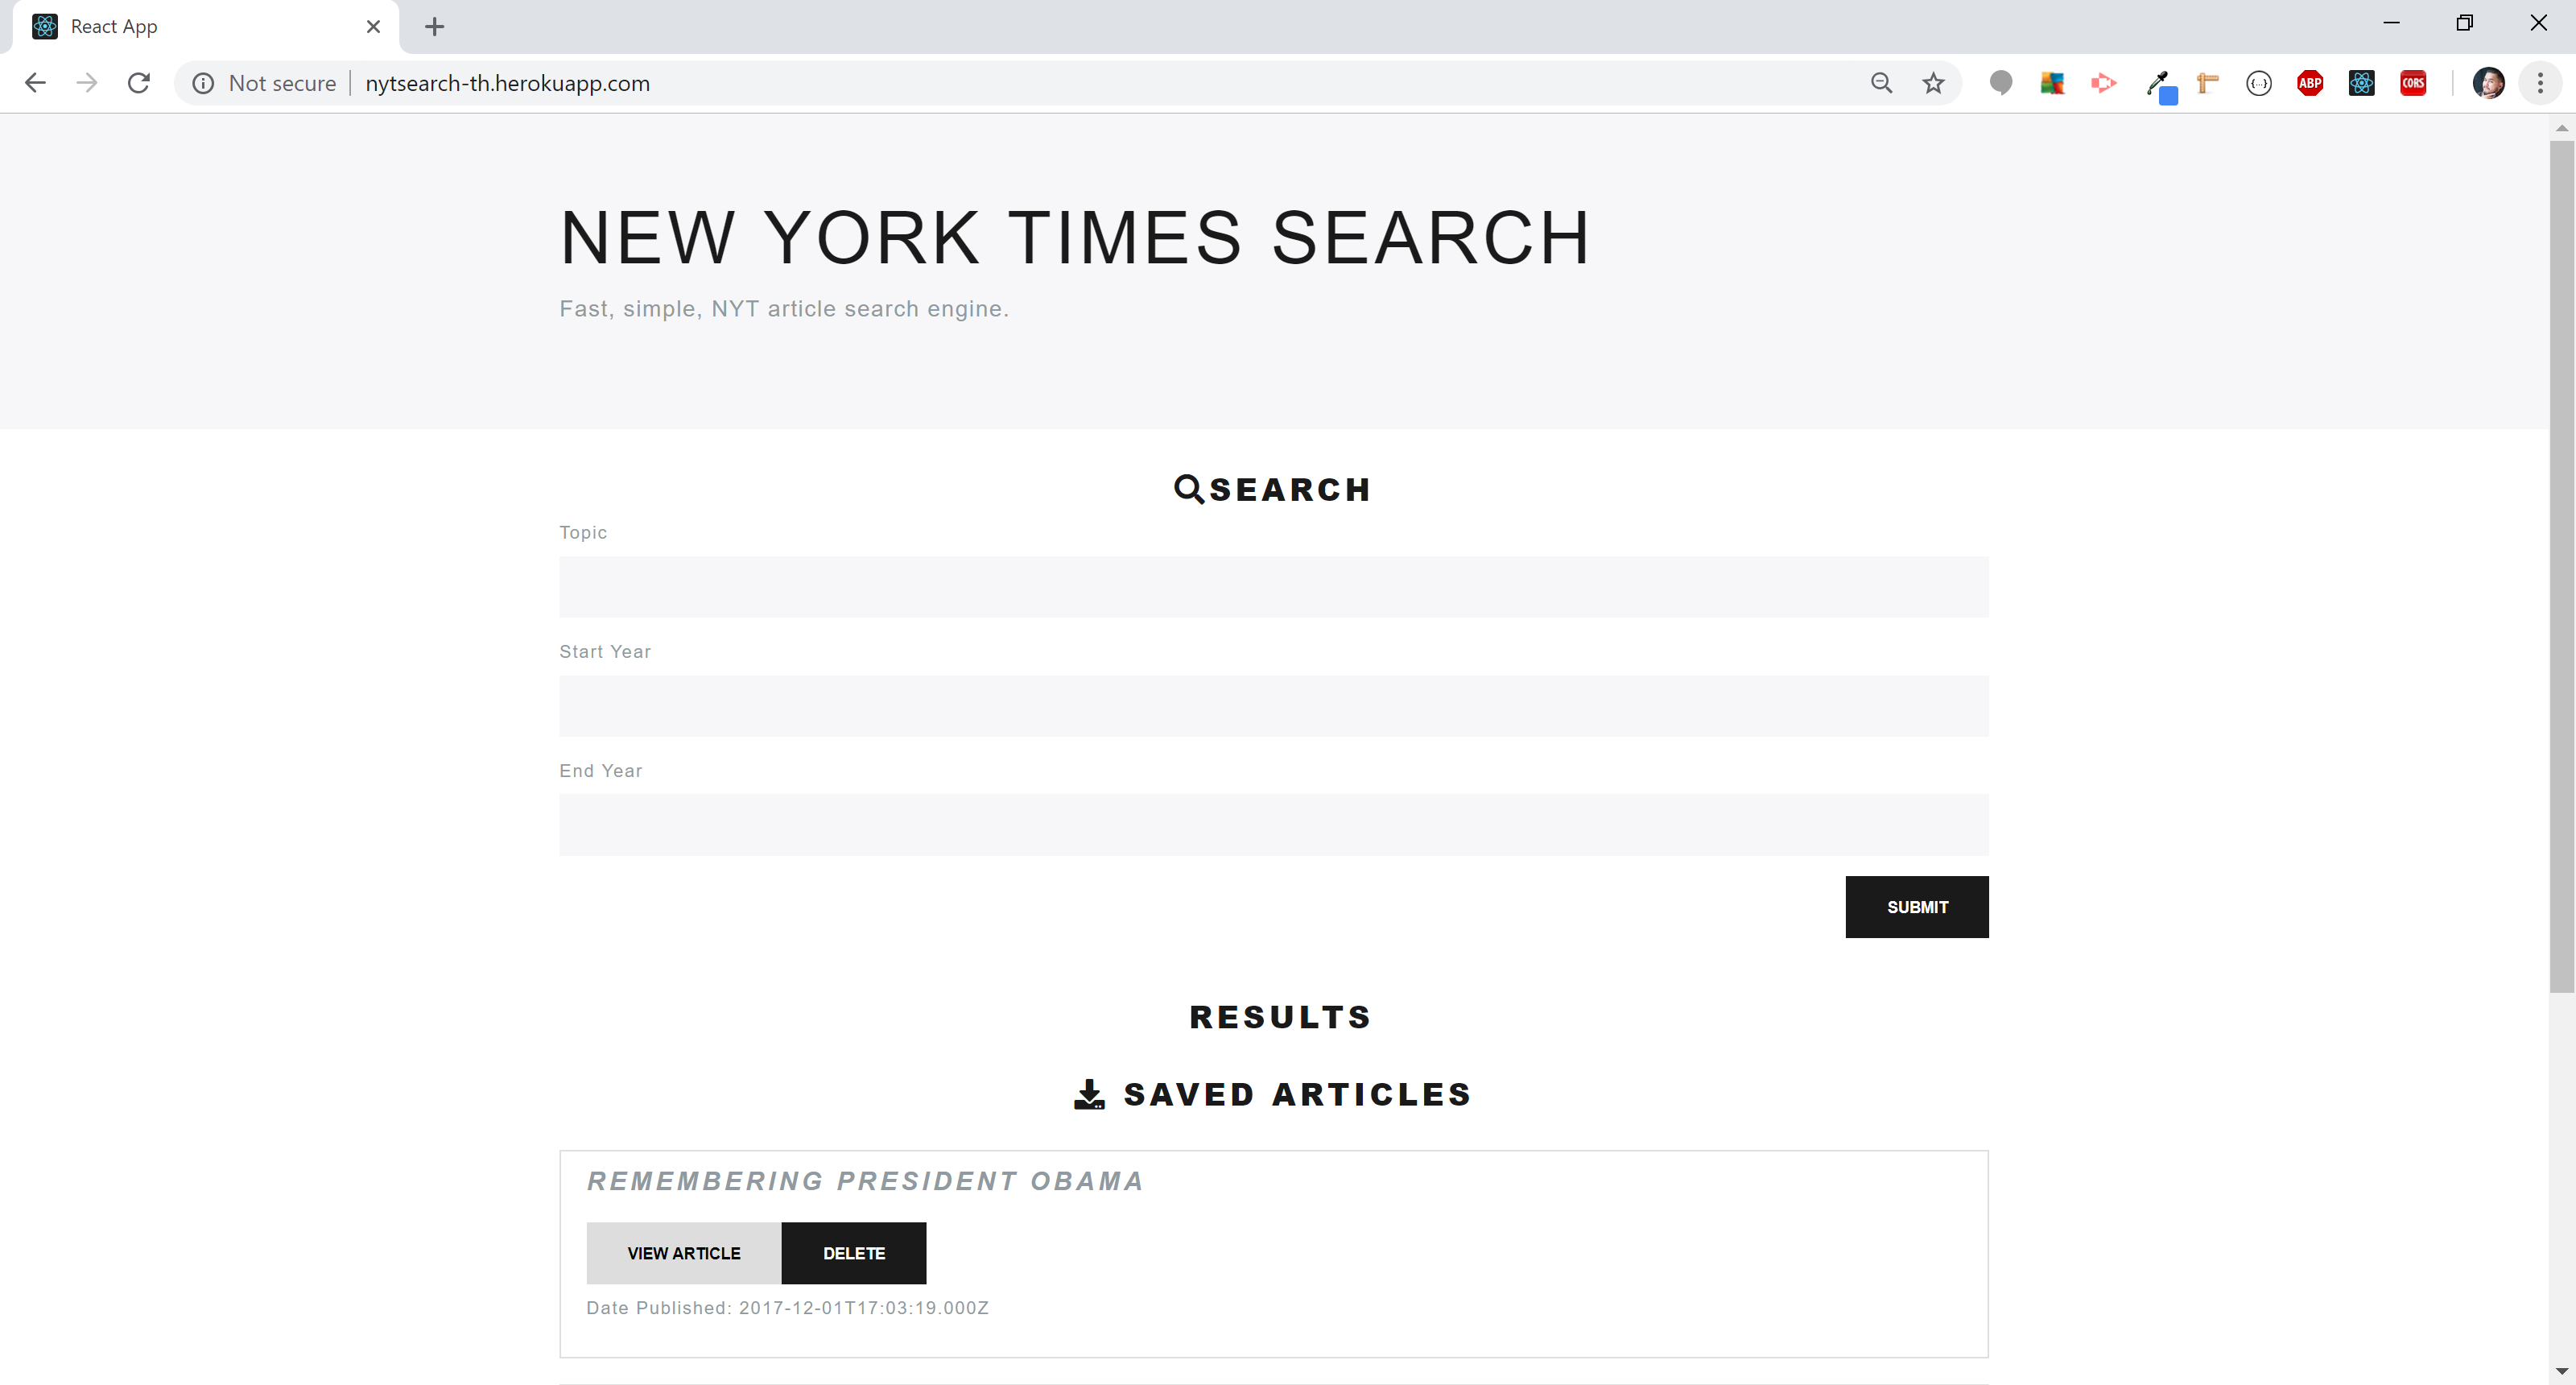 React App
Not secure | nytsearch-th.herokuapp.com
ABP
CORS
NEW YORK TIMES SEARCH
Fast, simple, NYT article search engine.
SEARCH
Topic
Start Year
End Year
SUBMIT
RESULTS
SAVED ARTICLES
REMEMBERING PRESIDENT OBAMA
VIEW ARTICLE DELETE
Date Published: 2017-12-01T17:03:19.000Z